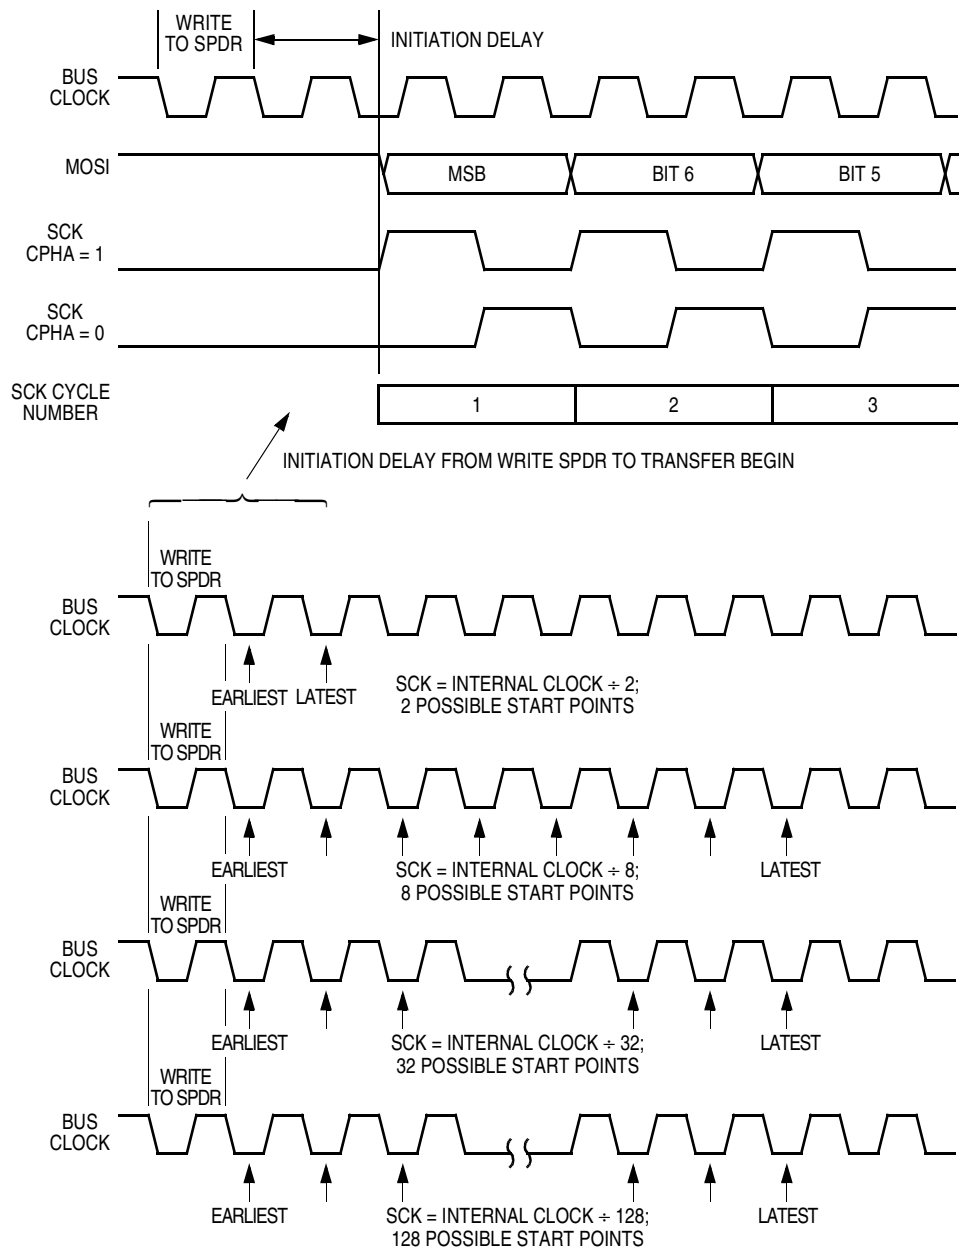 WRITE
TO SPDR
INITIATION DELAY
BUS
CLOCK
MOSI
MSB
BIT 6
BIT 5
SCK
CPHA = 1
SCK
CPHA = 0
SCK CYCLE
NUMBER
1
2
3
INITIATION DELAY FROM WRITE SPDR TO TRANSFER BEGIN
WRITE
TO SPDR
BUS
CLOCK
EARLIEST
LATEST
SCK = INTERNAL CLOCK ÷ 2;
2 POSSIBLE START POINTS
WRITE
TO SPDR
BUS
CLOCK
EARLIEST
SCK = INTERNAL CLOCK ÷ 8;
8 POSSIBLE START POINTS
LATEST
WRITE
TO SPDR
BUS
CLOCK
EARLIEST
SCK = INTERNAL CLOCK ÷ 32;
32 POSSIBLE START POINTS
LATEST
WRITE
TO SPDR
BUS
CLOCK
EARLIEST
SCK = INTERNAL CLOCK ÷ 128;
128 POSSIBLE START POINTS
LATEST